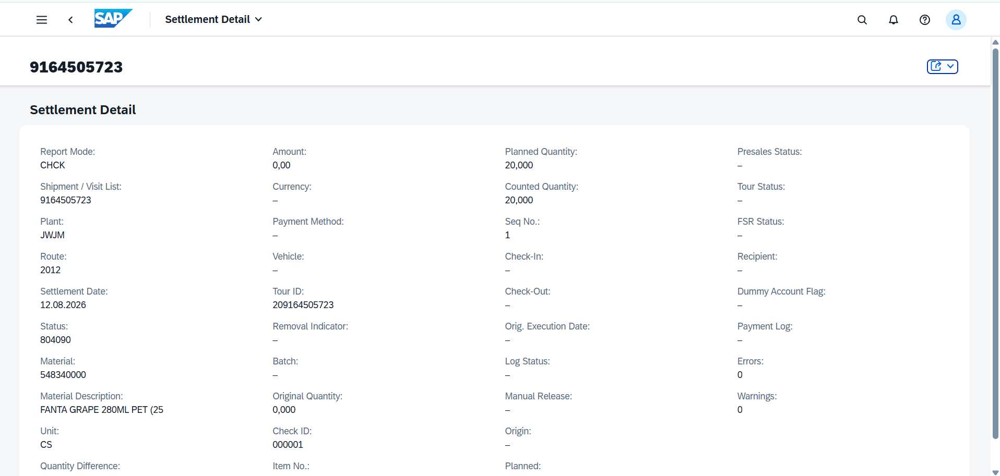 SAP
Settlement Detail
9164505723
Settlement Detail
Report Mode:
CHCK
Shipment / Visit List:
9164505723
Plant:
JWJM
Route:
2012
Settlement Date:
12.08.2026
Status:
804090
Material:
548340000
Material Description:
FANTA GRAPE 280ML PET (25
Unit:
CS
Quantity Difference:
Amount:
0,00
Currency:
–
Payment Method:
–
Vehicle:
–
Tour ID:
209164505723
Removal Indicator:
–
Batch:
–
Original Quantity:
0,000
Check ID:
000001
Item No.:
Planned Quantity:
20,000
Counted Quantity:
20,000
Seq No.:
1
Check-In:
–
Check-Out:
–
Orig. Execution Date:
–
Log Status:
–
Manual Release:
–
Origin:
–
Planned:
Presales Status:
–
Tour Status:
–
FSR Status:
–
Recipient:
–
Dummy Account Flag:
–
Payment Log:
–
Errors:
0
Warnings:
0